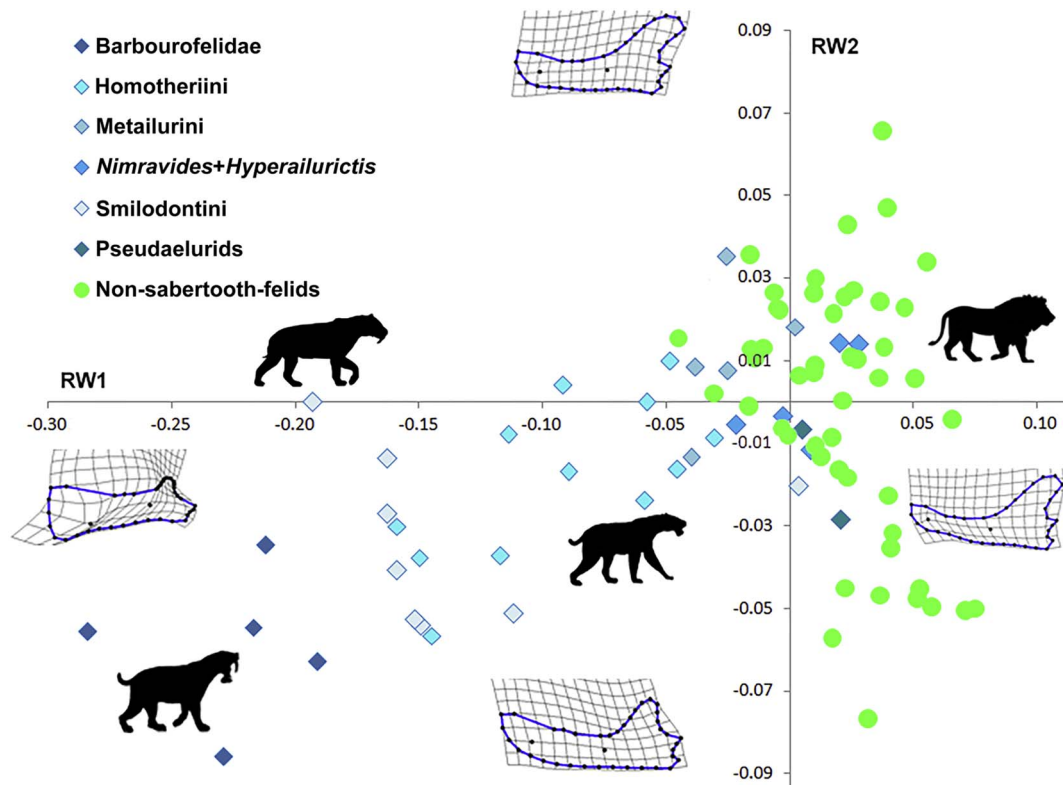 0.09
RW2
Barbourofelidae
Homotheriini
Metailurini
0.07
Nimravides+Hyperailurictis
Smilodontini
0.05
Pseudaelurids
Non-sabertooth-felids
0.03
0.01
RW1
-0.30 -0.25 -0.20 -0.15 -0.10 -0.05 0.05 0.10
-0.01
-0.03
-0.05
-0.07
-0.09